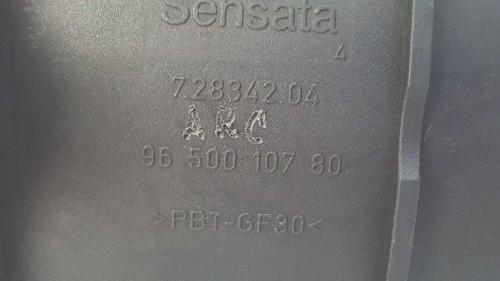 Sensata
4
7.28342.04
ARC
96 500 107 80
>PBT-GF30<